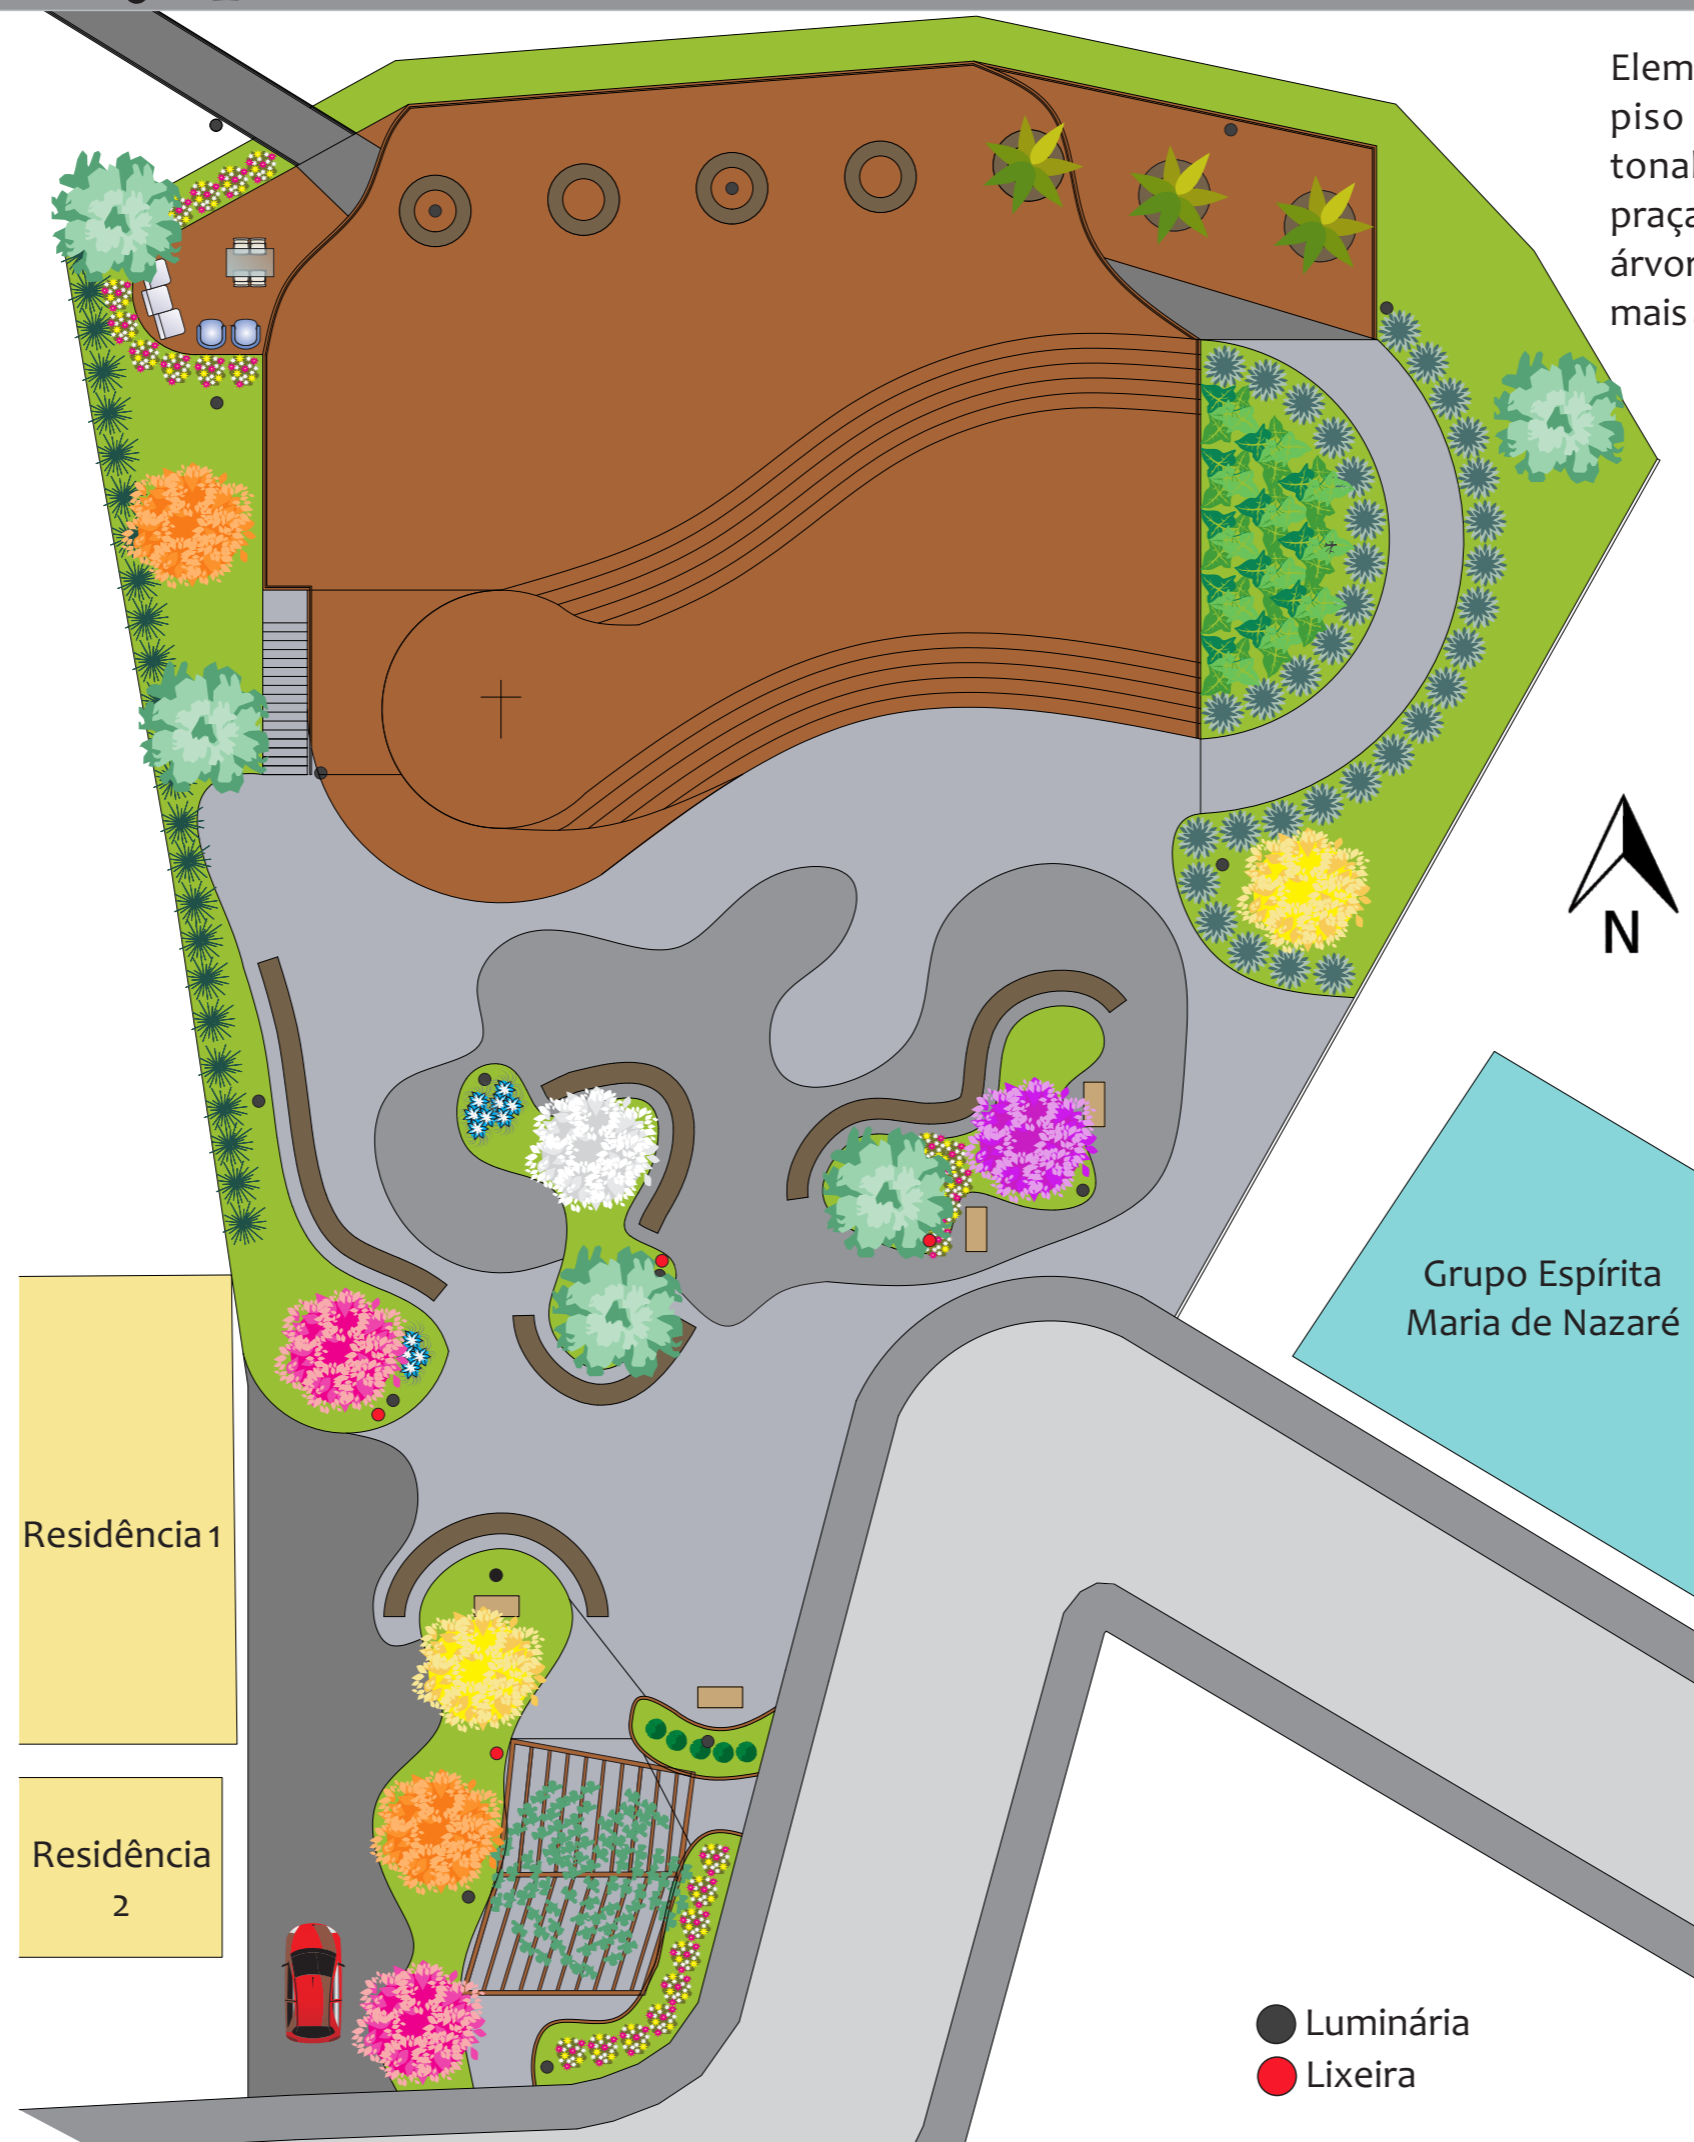 Elem
piso
tonal
praça
árvor
mais
N
Grupo Espírita
Maria de Nazaré
Residência 1
Residência
2
Luminária
Lixeira